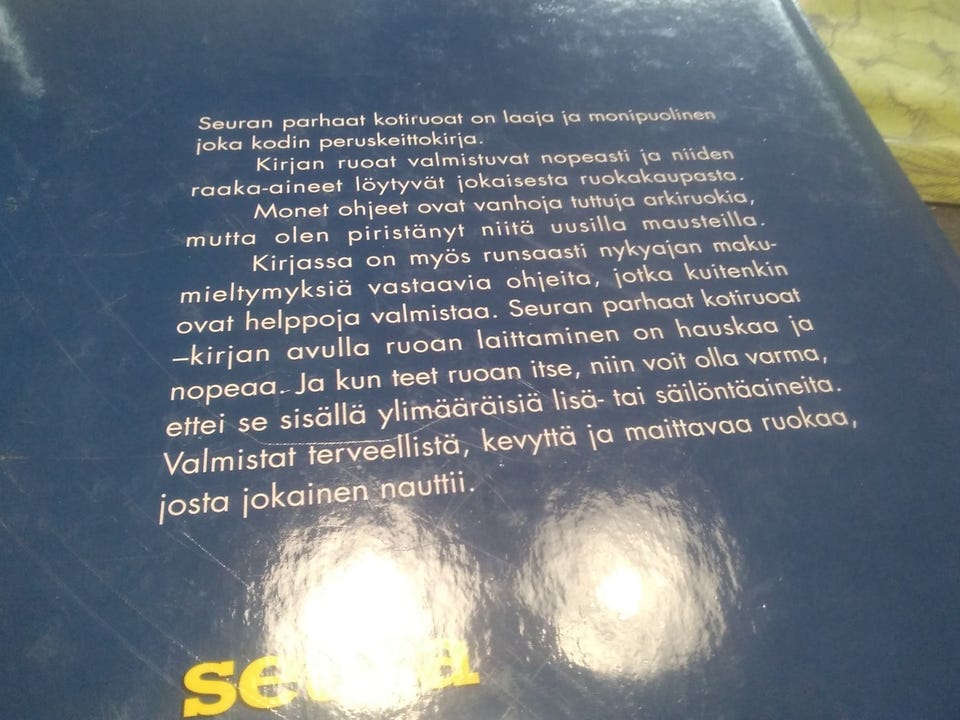 Seuran parhaat kotiruoat on laaja ja monipuolinen
joka kodin peruskeittokirja.
Kirjan ruoat valmistuvat nopeasti ja niiden
raaka-aineet löytyvät jokaisesta ruokakaupasta.
Monet ohjeet ovat vanhoja tuttuja arkiruokia,
mutta olen piristänyt niitä uusilla mausteilla.
Kirjassa on myös runsaasti nykyajan maku-
mieltymyksiä vastaavia ohjeita, jotka kuitenkin
ovat helppoja valmistaa. Seuran parhaat kotiruoat
–kirjan avulla ruoan laittaminen on hauskaa ja
nopeaa. Ja kun teet ruoan itse, niin voit olla varma,
ettei se sisällä ylimääräisiä lisä- tai säilöntäaineita.
Valmistat terveellistä, kevyttä ja maittavaa ruokaa,
josta jokainen nauttii.
seura